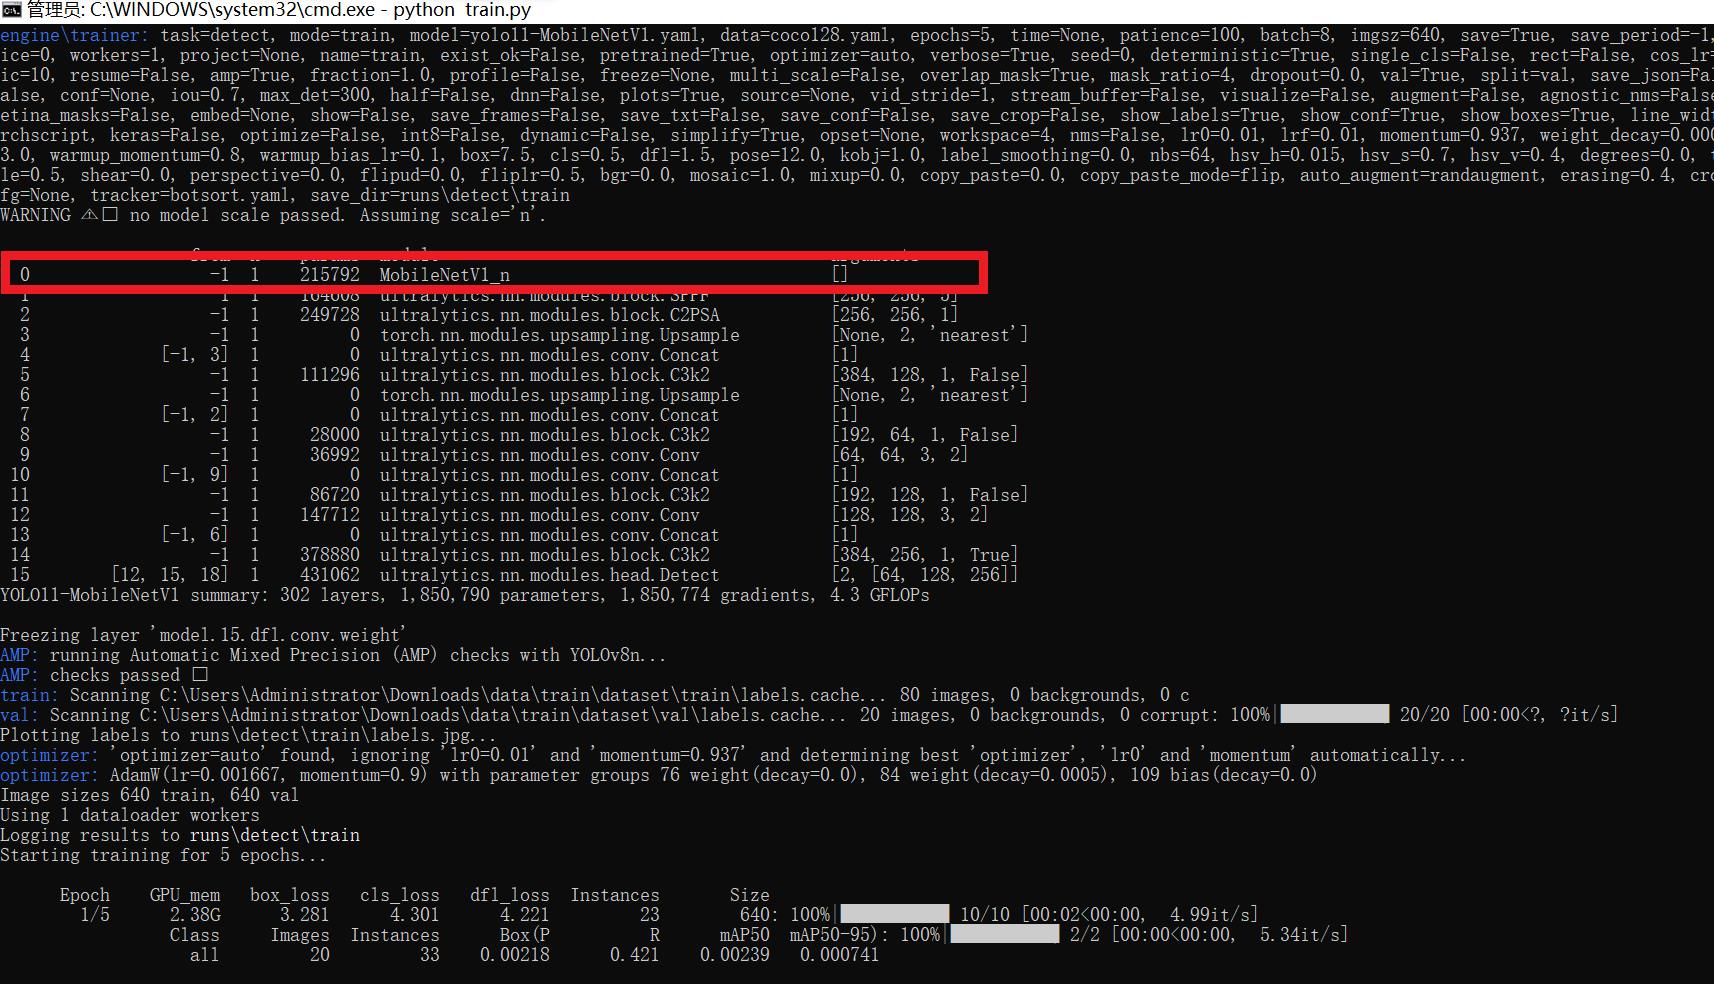 管理员: C:\WINDOWS\system32\cmd.exe - python  train.py
engine\trainer: task=detect, mode=train, model=yolo11-MobileNetV1.yaml, data=coco128.yaml, epochs=5, time=None, patience=100, batch=8, imgsz=640, save=True, save_period=-1,
ice=0, workers=1, project=None, name=train, exist_ok=False, pretrained=True, optimizer=auto, verbose=True, seed=0, deterministic=True, single_cls=False, rect=False, cos_lr=
ic=10, resume=False, amp=True, fraction=1.0, profile=False, freeze=None, multi_scale=False, overlap_mask=True, mask_ratio=4, dropout=0.0, val=True, split=val, save_json=Fal
alse, conf=None, iou=0.7, max_det=300, half=False, dnn=False, plots=True, source=None, vid_stride=1, stream_buffer=False, visualize=False, augment=False, agnostic_nms=False
etina_masks=False, embed=None, show=False, save_frames=False, save_txt=False, save_conf=False, save_crop=False, show_labels=True, show_conf=True, show_boxes=True, line_widt
rchscript, keras=False, optimize=False, int8=False, dynamic=False, simplify=True, opset=None, workspace=4, nms=False, lr0=0.01, lrf=0.01, momentum=0.937, weight_decay=0.000
3.0, warmup_momentum=0.8, warmup_bias_lr=0.1, box=7.5, cls=0.5, dfl=1.5, pose=12.0, kobj=1.0, label_smoothing=0.0, nbs=64, hsv_h=0.015, hsv_s=0.7, hsv_v=0.4, degrees=0.0, t
le=0.5, shear=0.0, perspective=0.0, flipud=0.0, fliplr=0.5, bgr=0.0, mosaic=1.0, mixup=0.0, copy_paste=0.0, copy_paste_mode=flip, auto_augment=randaugment, erasing=0.4, cro
fg=None, tracker=botsort.yaml, save_dir=runs\detect\train
WARNING ⚠️ no model scale passed. Assuming scale='n'.
0 -1 1 215792 MobileNetV1_n []
1 -1 1 164608 ultralytics.nn.modules.block.SPPF [256, 256, 5]
2 -1 1 249728 ultralytics.nn.modules.block.C2PSA [256, 256, 1]
3 -1 1 0 torch.nn.modules.upsampling.Upsample [None, 2, 'nearest']
4 [-1, 3] 1 0 ultralytics.nn.modules.conv.Concat [1]
5 -1 1 111296 ultralytics.nn.modules.block.C3k2 [384, 128, 1, False]
6 -1 1 0 torch.nn.modules.upsampling.Upsample [None, 2, 'nearest']
7 [-1, 2] 1 0 ultralytics.nn.modules.conv.Concat [1]
8 -1 1 28000 ultralytics.nn.modules.block.C3k2 [192, 64, 1, False]
9 -1 1 36992 ultralytics.nn.modules.conv.Conv [64, 64, 3, 2]
10 [-1, 9] 1 0 ultralytics.nn.modules.conv.Concat [1]
11 -1 1 86720 ultralytics.nn.modules.block.C3k2 [192, 128, 1, False]
12 -1 1 147712 ultralytics.nn.modules.conv.Conv [128, 128, 3, 2]
13 [-1, 6] 1 0 ultralytics.nn.modules.conv.Concat [1]
14 -1 1 378880 ultralytics.nn.modules.block.C3k2 [384, 256, 1, True]
15 [12, 15, 18] 1 431062 ultralytics.nn.modules.head.Detect [2, [64, 128, 256]]
YOLO11-MobileNetV1 summary: 302 layers, 1,850,790 parameters, 1,850,774 gradients, 4.3 GFLOPs
Freezing layer 'model.15.dfl.conv.weight'
AMP: running Automatic Mixed Precision (AMP) checks with YOLOv8n...
AMP: checks passed
train: Scanning C:\Users\Administrator\Downloads\data\train\dataset\train\labels.cache... 80 images, 0 backgrounds, 0 c
val: Scanning C:\Users\Administrator\Downloads\data\train\dataset\val\labels.cache... 20 images, 0 backgrounds, 0 corrupt: 100%|██████████| 20/20 [00:00<?, ?it/s]
Plotting labels to runs\detect\train\labels.jpg...
optimizer: 'optimizer=auto' found, ignoring 'lr0=0.01' and 'momentum=0.937' and determining best 'optimizer', 'lr0' and 'momentum' automatically...
optimizer: AdamW(lr=0.001667, momentum=0.9) with parameter groups 76 weight(decay=0.0), 84 weight(decay=0.0005), 109 bias(decay=0.0)
Image sizes 640 train, 640 val
Using 1 dataloader workers
Logging results to runs\detect\train
Starting training for 5 epochs...
Epoch GPU_mem box_loss cls_loss dfl_loss Instances Size
1/5 2.38G 3.281 4.301 4.221 23 640: 100%|██████████| 10/10 [00:02<00:00, 4.99it/s]
Class Images Instances Box(P R mAP50 mAP50-95): 100%|██████████| 2/2 [00:00<00:00, 5.34it/s]
all 20 33 0.00218 0.421 0.00239 0.000741